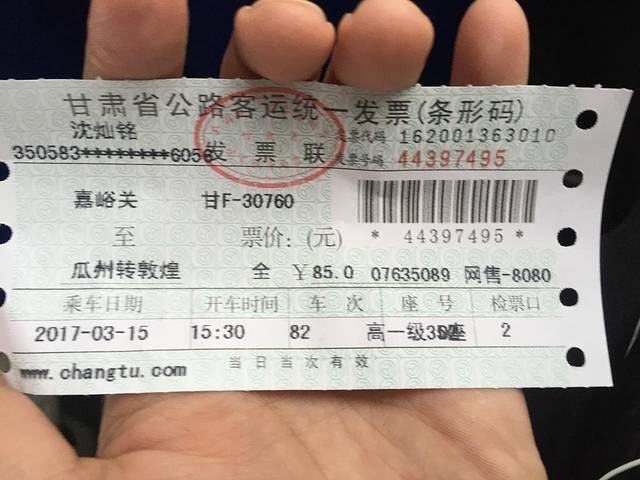 甘肃省公路客运统一发票(条形码)
沈灿铭
发票代码 162001363010
350583********6056 发票联 发票号码 44397495
嘉峪关 甘F-30760
至 票价：(元) * 44397495 *
瓜州转敦煌 全 ￥85.0 07635089 网售-8080
乘车日期 开车时间 车次 座号 检票口
2017-03-15 15:30 82 高一级 座 2
www.changtu.com 当日当次有效